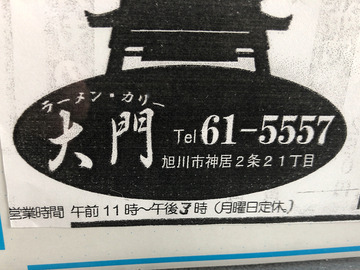 ラーメン・カリー
大門
Tel 61-5557
旭川市神居2条21丁目
営業時間 午前11時～午後3時(月曜日定休)